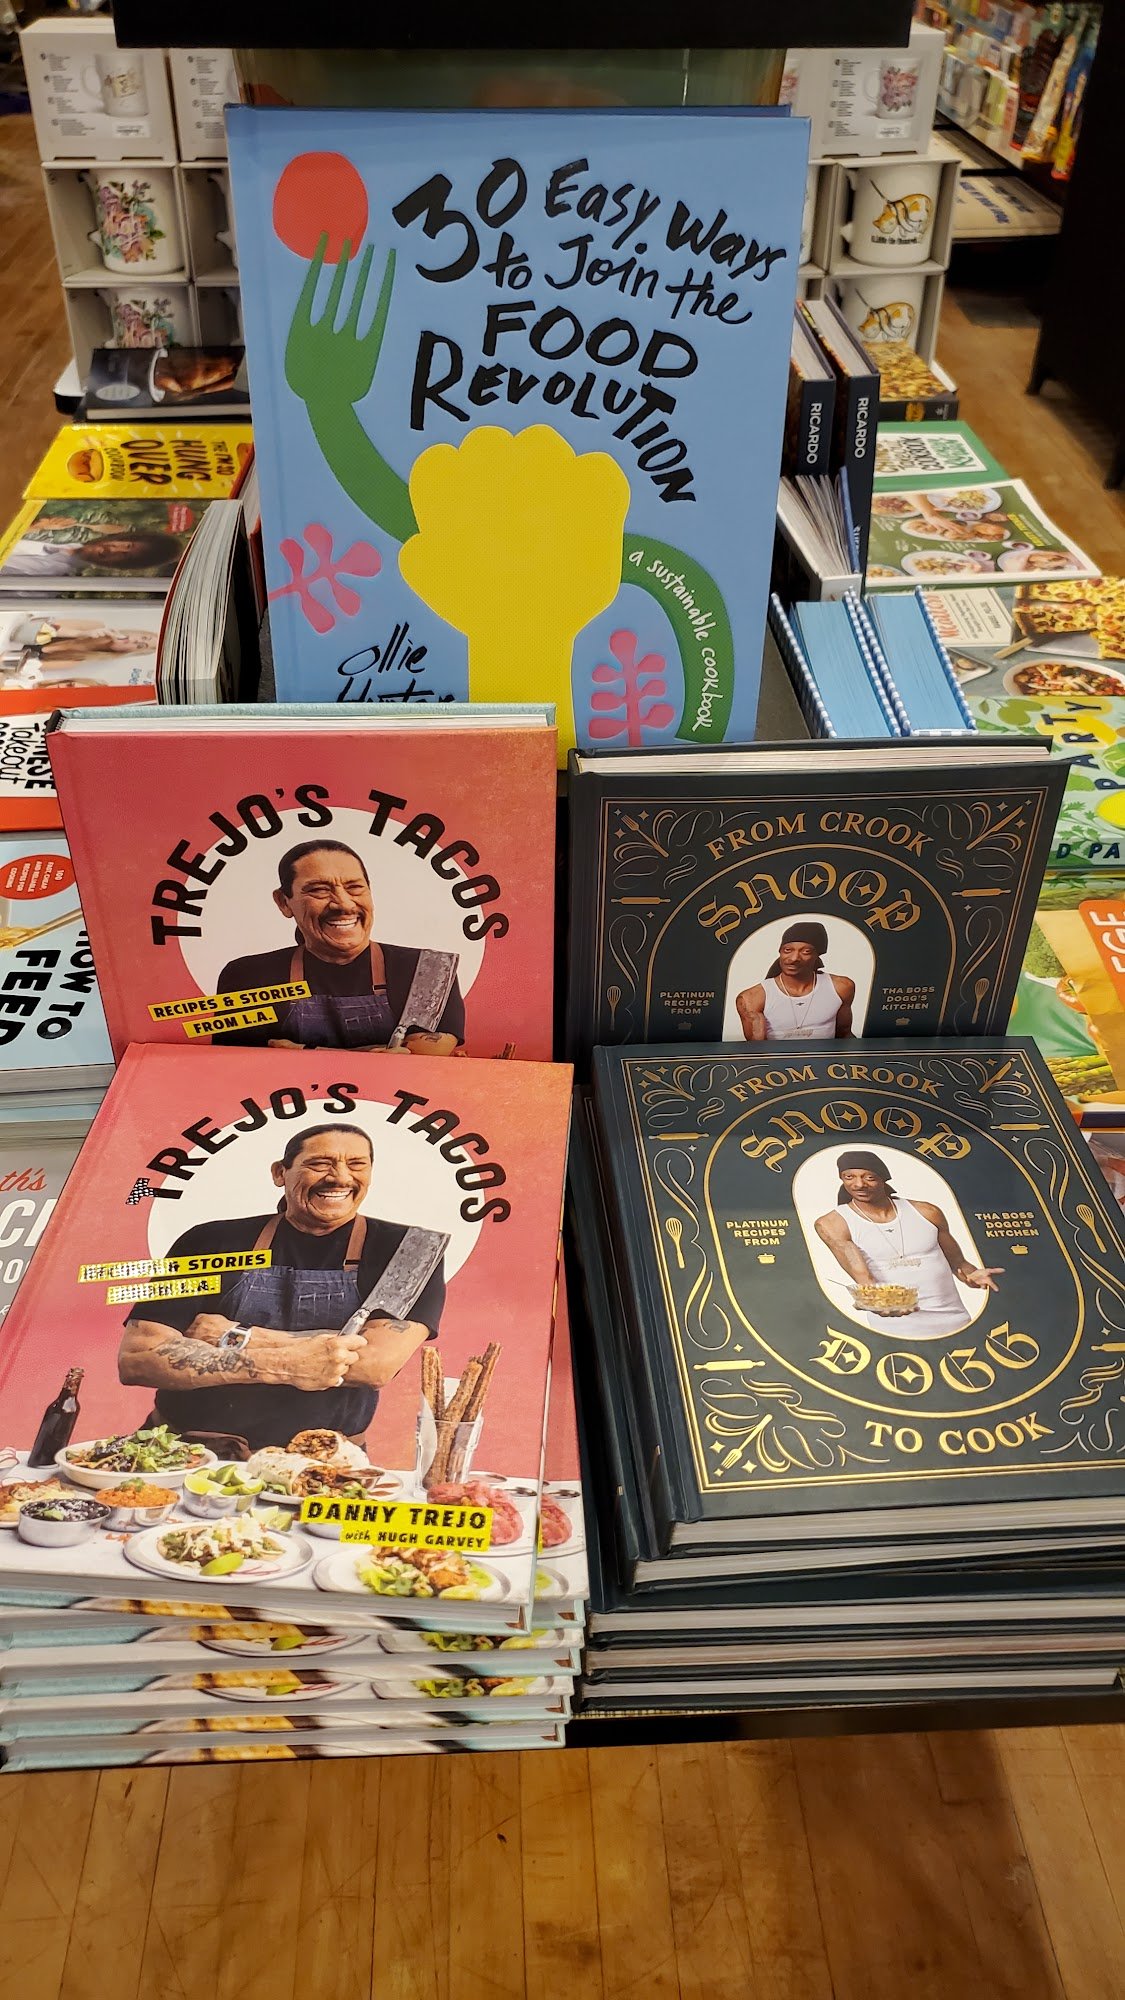 30 Easy Ways
to Join the
FOOD
REVOLUTION
a sustainable cookbook
Ollie
RICARDO
RICARDO
HUNG
OVER
TREJO'S TACOS
RECIPES & STORIES
FROM L.A.
FROM CROOK
SNOOP
PLATINUM
RECIPES
FROM
THA BOSS
DOGG'S
KITCHEN
HOW TO
FEED
PARTY
TREJO'S TACOS
& STORIES
L.A.
DANNY TREJO
with HUGH GARVEY
FROM CROOK
SNOOP
PLATINUM
RECIPES
FROM
THA BOSS
DOGG'S
KITCHEN
DOGG
TO COOK